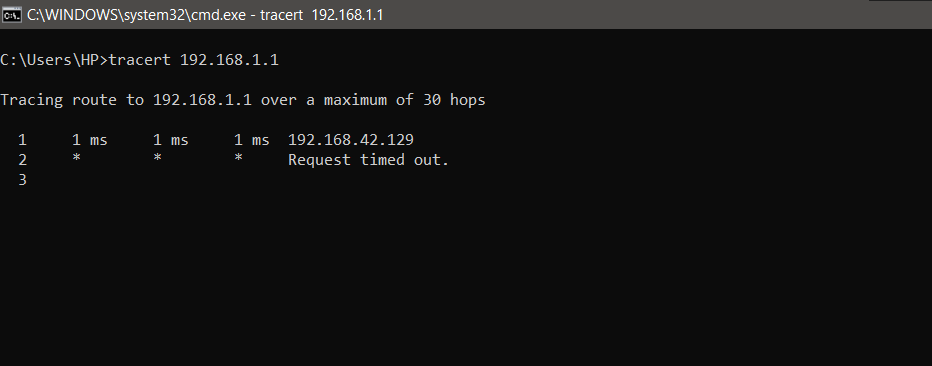 C:\WINDOWS\system32\cmd.exe - tracert  192.168.1.1
C:\Users\HP>tracert 192.168.1.1
Tracing route to 192.168.1.1 over a maximum of 30 hops
  1     1 ms     1 ms     1 ms  192.168.42.129
  2     *        *        *     Request timed out.
  3